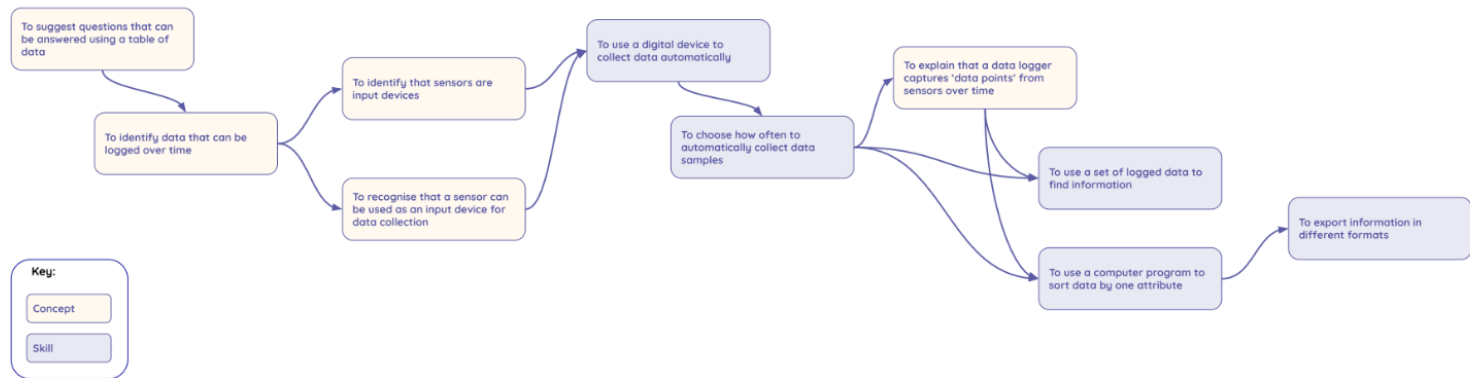 To suggest questions that can
be answered using a table of
data
To identify data that can be
logged over time
To identify that sensors are
input devices
To recognise that a sensor can
be used as an input device for
data collection
To use a digital device to
collect data automatically
To choose how often to
automatically collect data
samples
To explain that a data logger
captures ‘data points’ from
sensors over time
To use a set of logged data to
find information
To use a computer program to
sort data by one attribute
To export information in
different formats
Key:
Concept
Skill